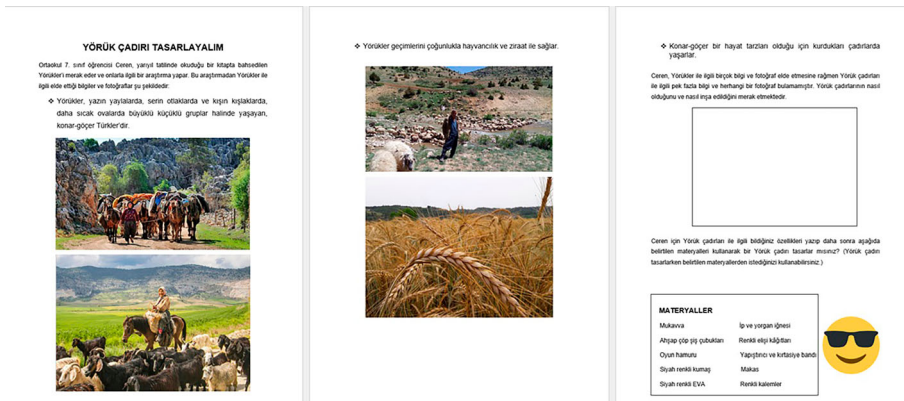 YÖRÜK ÇADIRI TASARLAYALIM
Ortaokul 7. sınıf öğrencisi Ceren, yarıyıl tatilinde okuduğu bir kitapta bahsedilen
Yörükler'i merak eder ve onlarla ilgili bir araştırma yapar. Bu araştırmadan Yörükler ile
ilgili elde ettiği bilgiler ve fotoğraflar şu şekildedir:
❖ Yörükler, yazın yaylalarda, serin otlaklarda ve kışın kışlaklarda,
daha sıcak ovalarda büyüklü küçüklü gruplar halinde yaşayan,
konar-göçer Türkler'dir.
❖ Yörükler geçimlerini çoğunlukla hayvancılık ve ziraat ile sağlar.
❖ Konar-göçer bir hayat tarzları olduğu için kurdukları çadırlarda
yaşarlar.
Ceren, Yörükler ile ilgili birçok bilgi ve fotoğraf elde etmesine rağmen Yörük çadırları
ile ilgili pek fazla bilgi ve herhangi bir fotoğraf bulamamıştır. Yörük çadırlarının nasıl
olduğunu ve nasıl inşa edildiğini merak etmektedir.
Ceren için Yörük çadırları ile ilgili bildiğiniz özellikleri yazıp daha sonra aşağıda
belirtilen materyalleri kullanarak bir Yörük çadırı tasarlar mısınız? (Yörük çadırı
tasarlarken belirtilen materyallerden istediğinizi kullanabilirsiniz.)
MATERYALLER
Mukavva İp ve yorgan iğnesi
Ahşap çöp şiş çubukları Renkli elişi kâğıtları
Oyun hamuru Yapıştırıcı ve kırtasiye bandı
Siyah renkli kumaş Makas
Siyah renkli EVA Renkli kalemler